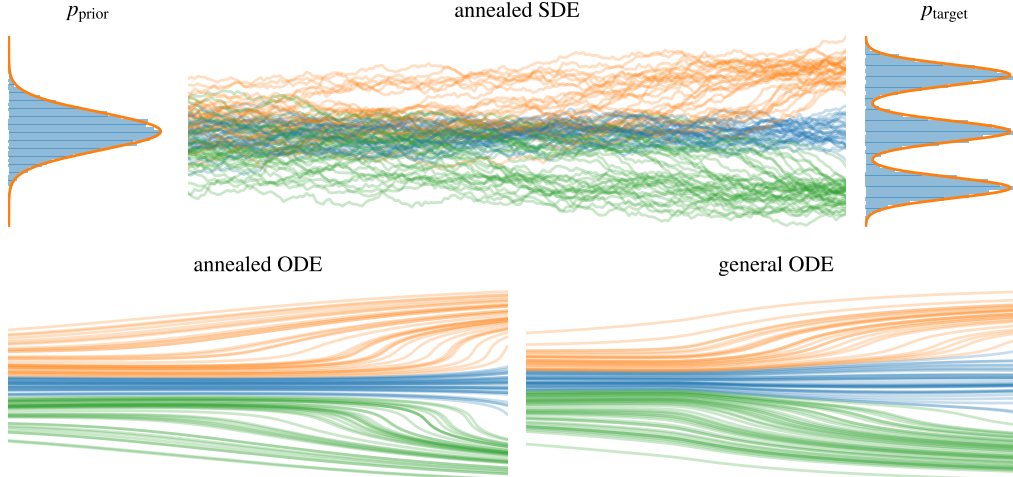 p_prior
annealed SDE
p_target
annealed ODE
general ODE